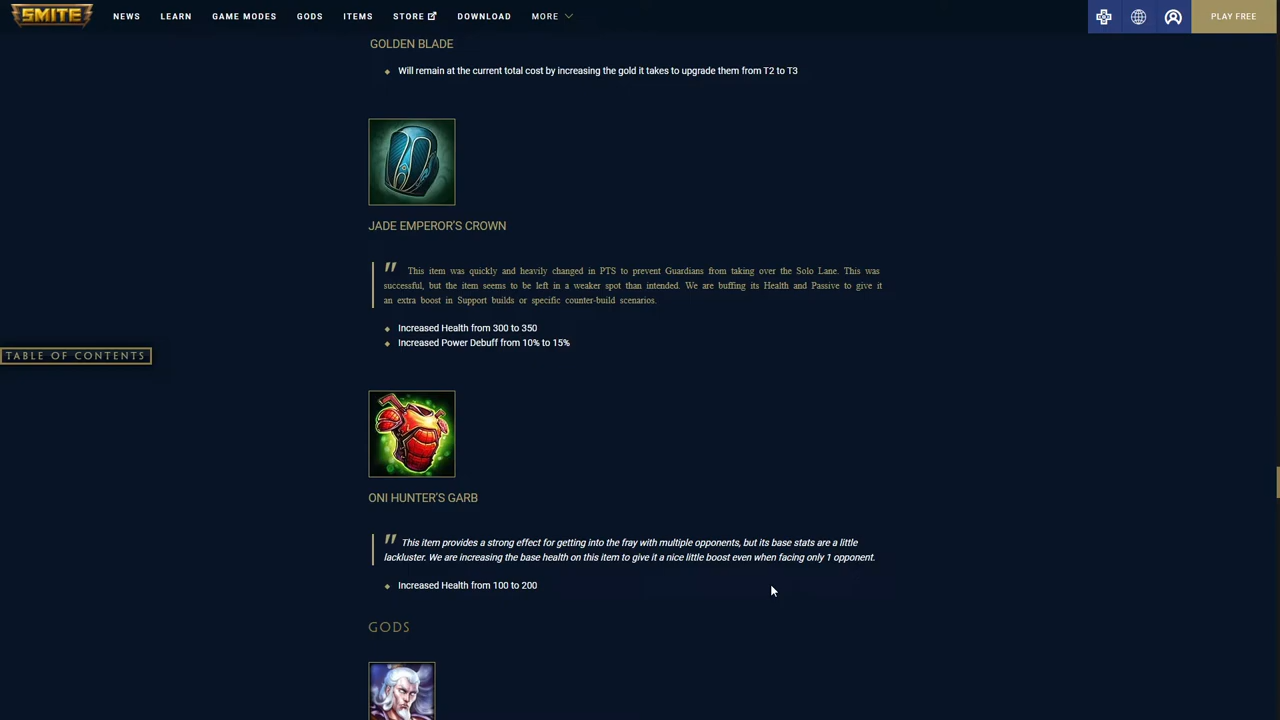 SMITE NEWS LEARN GAME MODES GODS ITEMS STORE DOWNLOAD MORE PLAY FREE
GOLDEN BLADE
Will remain at the current total cost by increasing the gold it takes to upgrade them from T2 to T3
JADE EMPEROR'S CROWN
" This item was quickly and heavily changed in PTS to prevent Guardians from taking over the Solo Lane. This was
successful, but the item seems to be left in a weaker spot than intended. We are buffing its Health and Passive to give it
an extra boost in Support builds or specific counter-build scenarios.
Increased Health from 300 to 350
Increased Power Debuff from 10% to 15%
TABLE OF CONTENTS
ONI HUNTER'S GARB
" This item provides a strong effect for getting into the fray with multiple opponents, but its base stats are a little
lackluster. We are increasing the base health on this item to give it a nice little boost even when facing only 1 opponent.
Increased Health from 100 to 200
GODS